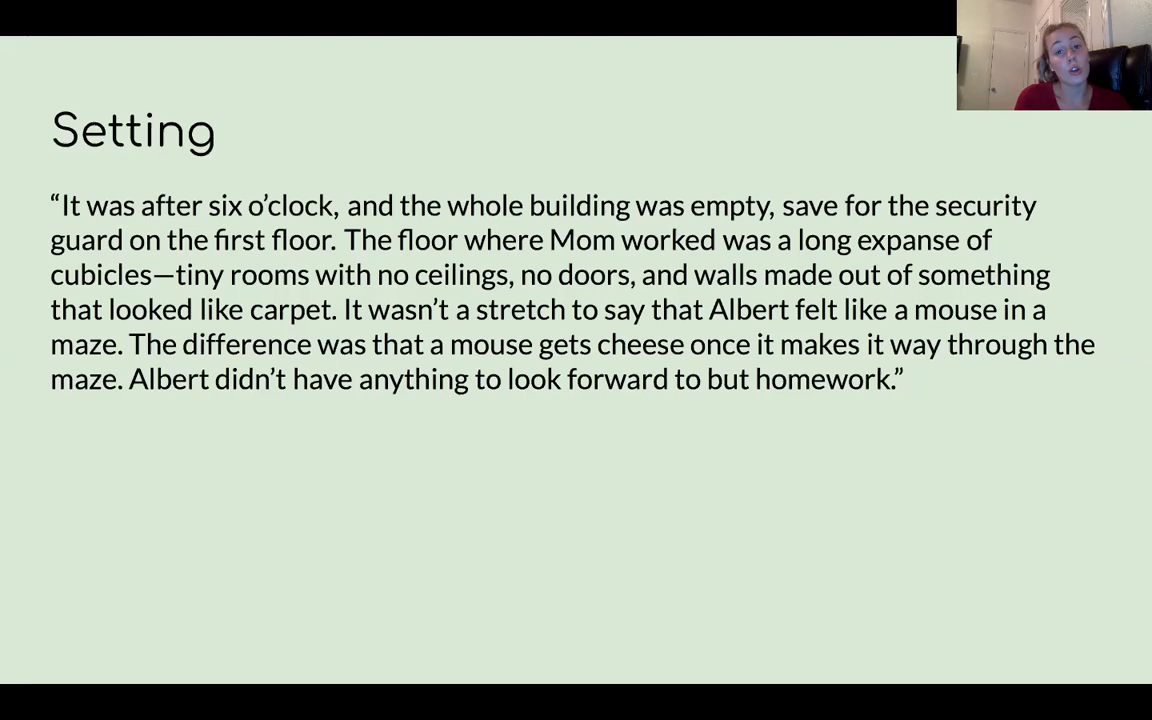 Setting
“It was after six o’clock, and the whole building was empty, save for the security
guard on the first floor. The floor where Mom worked was a long expanse of
cubicles—tiny rooms with no ceilings, no doors, and walls made out of something
that looked like carpet. It wasn’t a stretch to say that Albert felt like a mouse in a
maze. The difference was that a mouse gets cheese once it makes it way through the
maze. Albert didn’t have anything to look forward to but homework.”